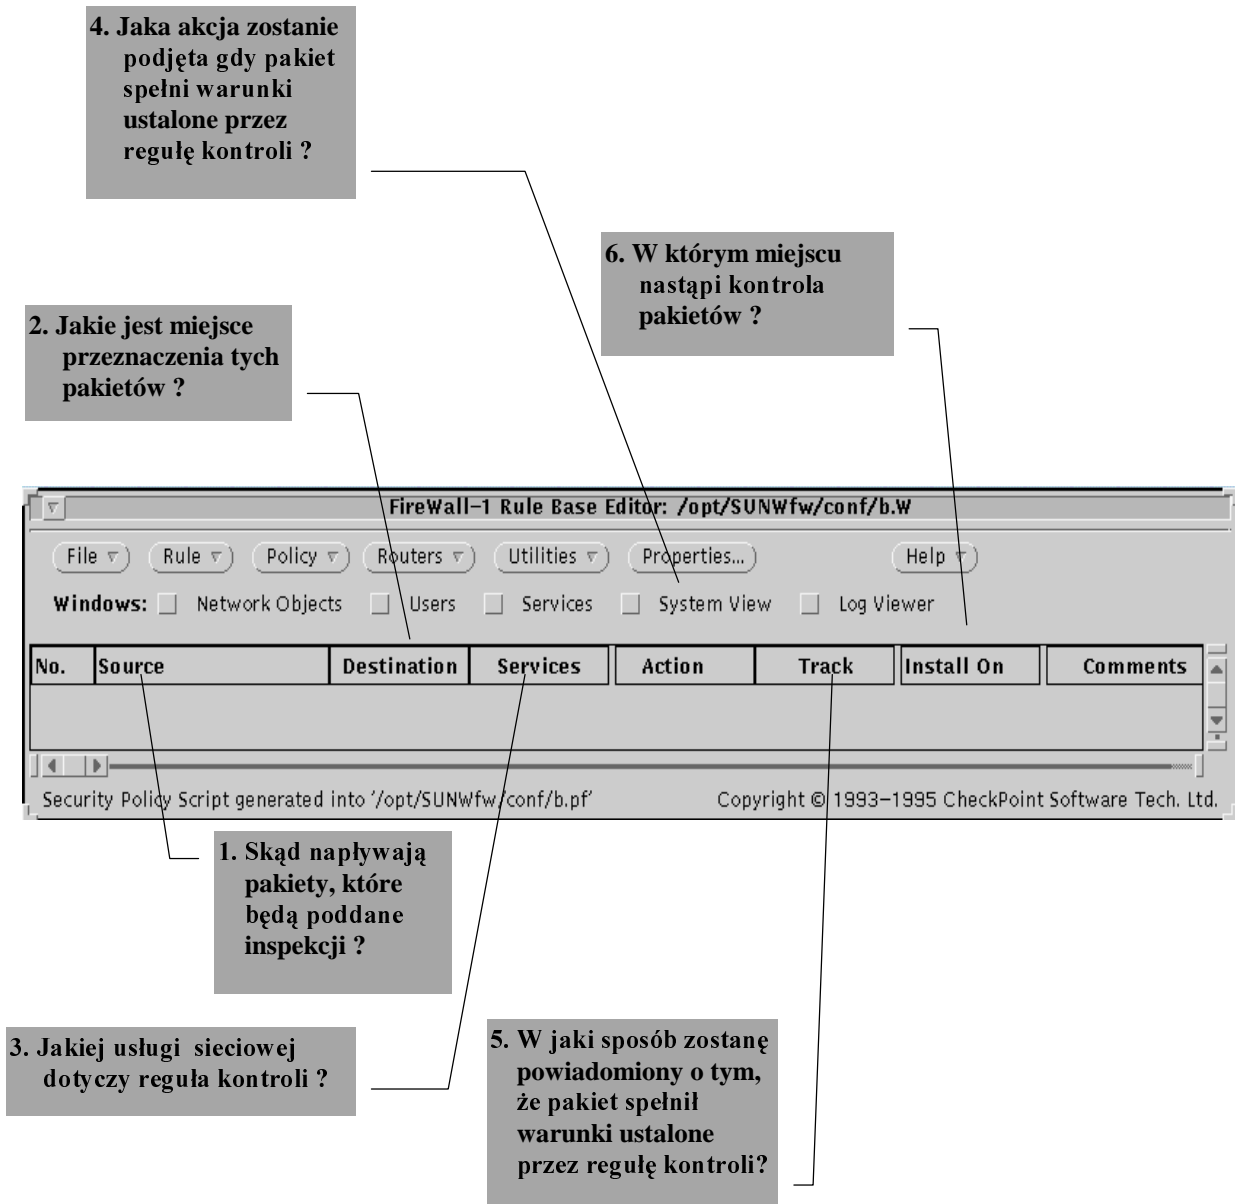 4. Jaka akcja zostanie
podjęta gdy pakiet
spełni warunki
ustalone przez
regułę kontroli ?
6. W którym miejscu
nastąpi kontrola
pakietów ?
2. Jakie jest miejsce
przeznaczenia tych
pakietów ?
FireWall-1 Rule Base Editor: /opt/SUNWfw/conf/b.W
File Rule Policy Routers Utilities Properties... Help
Windows: Network Objects Users Services System View Log Viewer
No. Source Destination Services Action Track Install On Comments
Security Policy Script generated into '/opt/SUNWfw/conf/b.pf' Copyright © 1993-1995 CheckPoint Software Tech. Ltd.
1. Skąd napływają
pakiety, które
będą poddane
inspekcji ?
3. Jakiej usługi sieciowej
dotyczy reguła kontroli ?
5. W jaki sposób zostanę
powiadomiony o tym,
że pakiet spełnił
warunki ustalone
przez regułę kontroli?